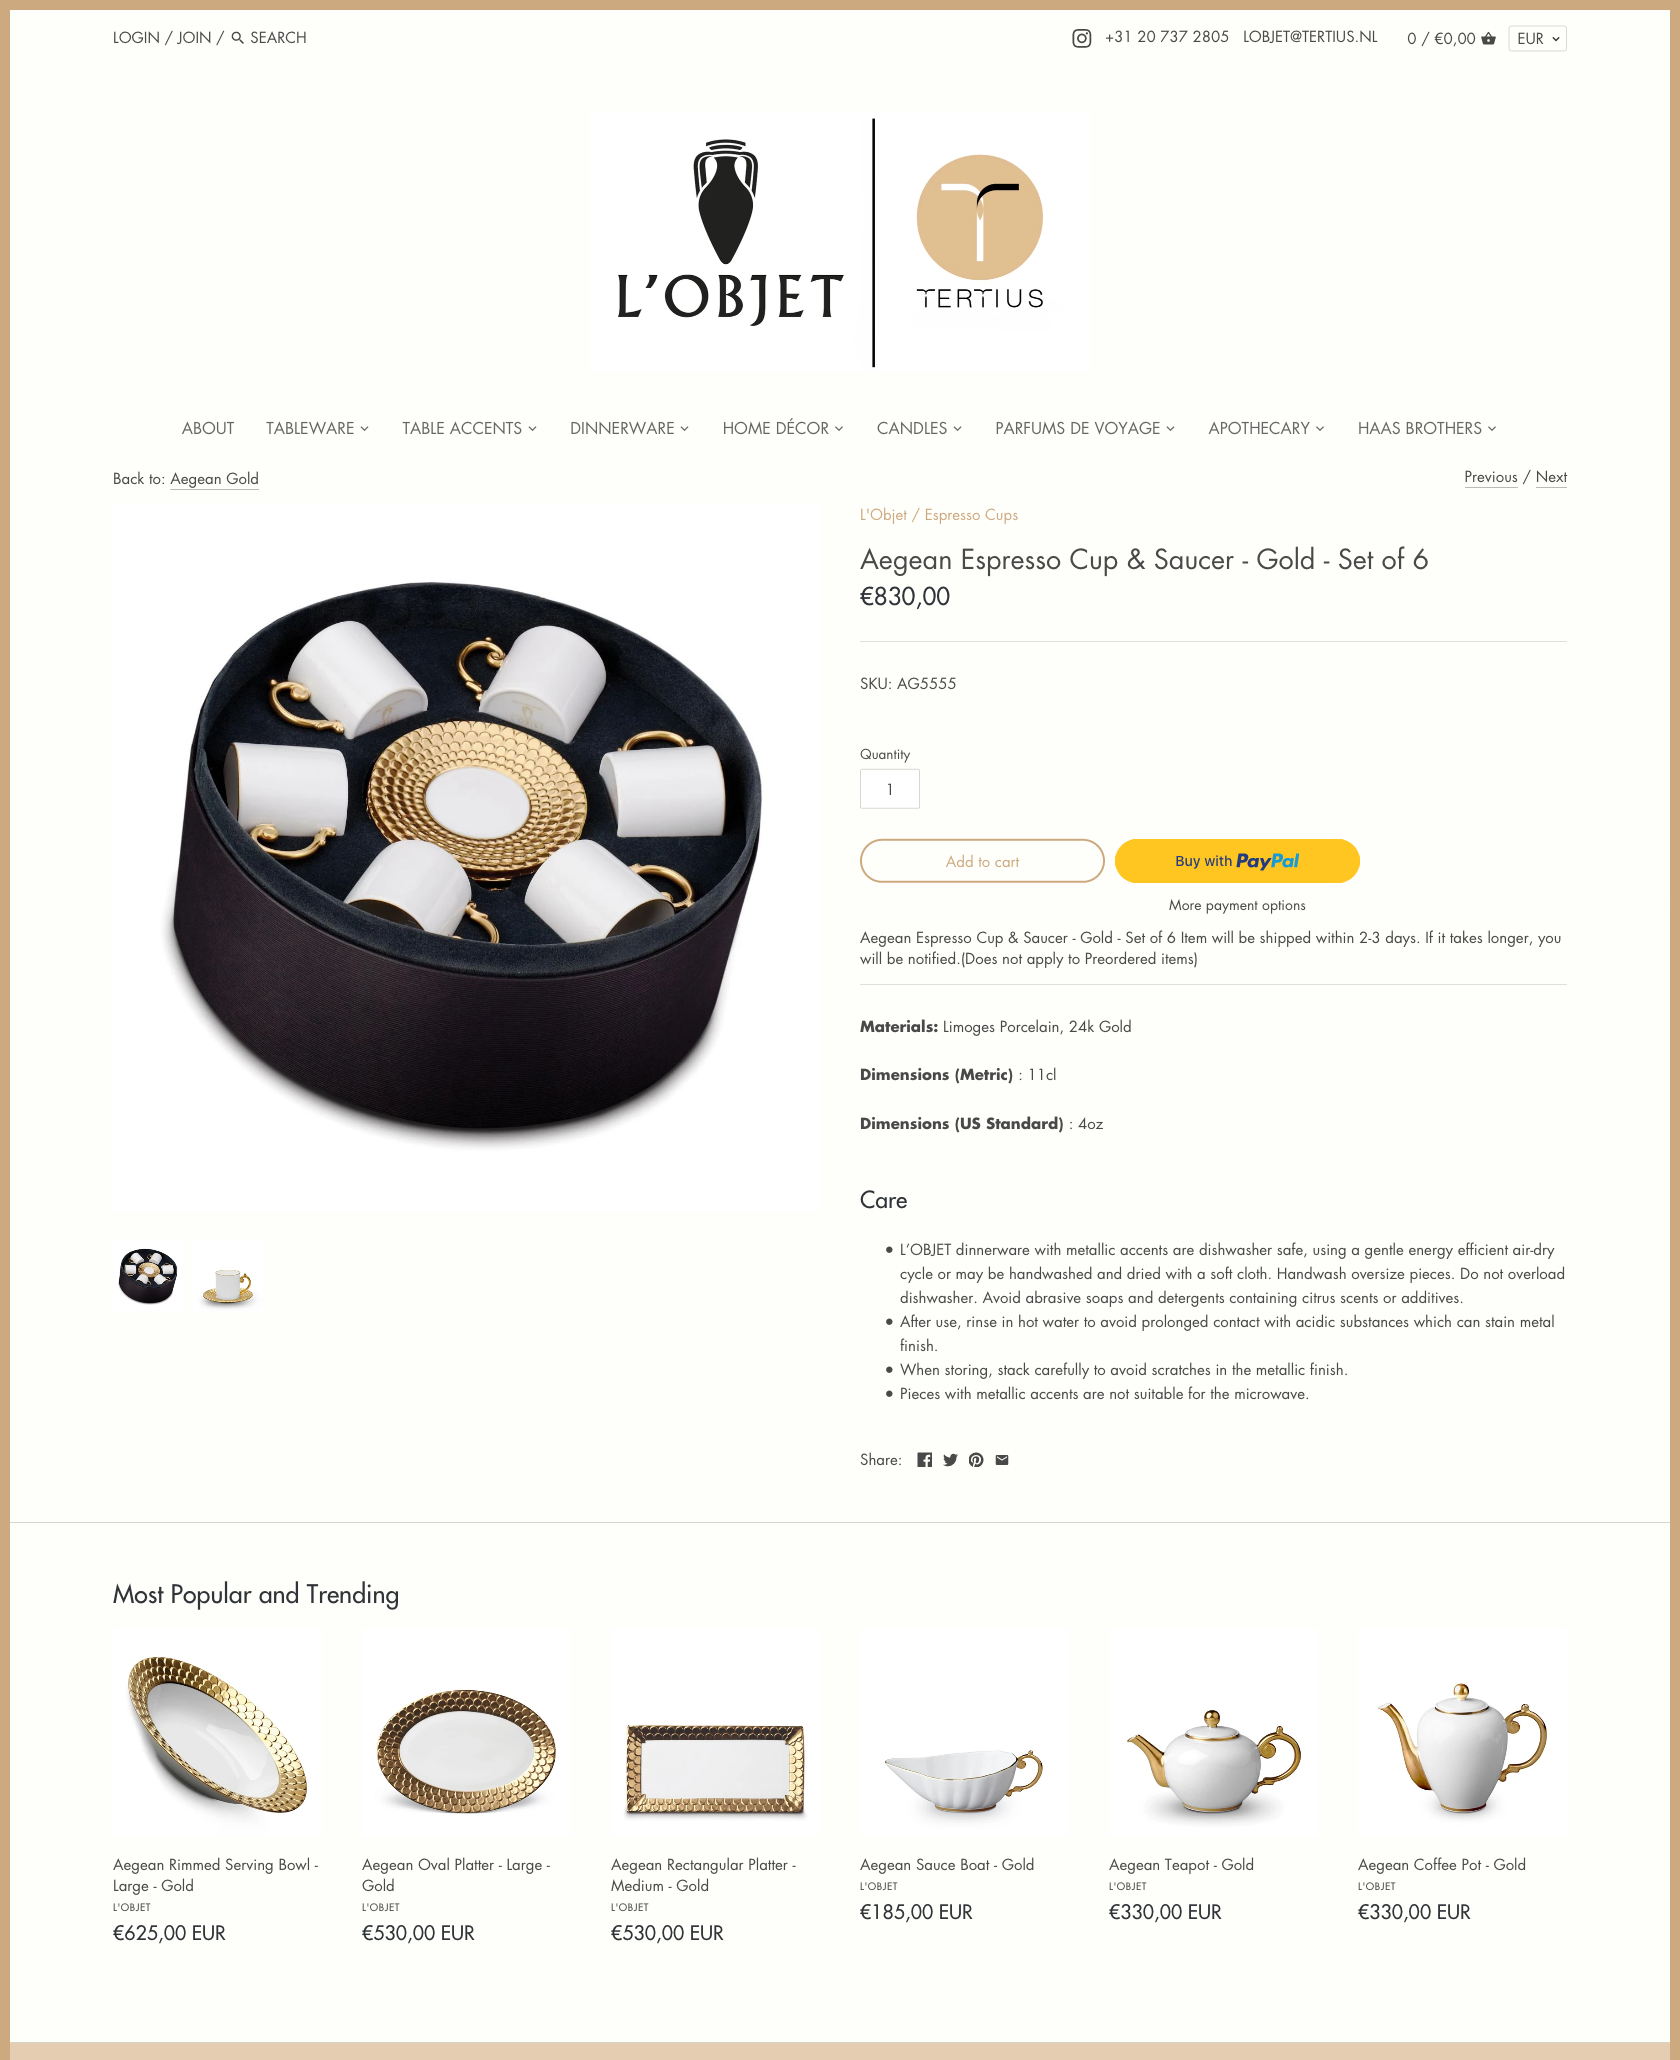 LOGIN / JOIN / SEARCH
+31 20 737 2805 LOBJET@TERTIUS.NL 0 / €0,00 EUR
L'OBJET
TERTIUS
ABOUT TABLEWARE TABLE ACCENTS DINNERWARE HOME DÉCOR CANDLES PARFUMS DE VOYAGE APOTHECARY HAAS BROTHERS
Back to: Aegean Gold
Previous / Next
L'Objet / Espresso Cups
Aegean Espresso Cup & Saucer - Gold - Set of 6
€830,00
SKU: AG5555
Quantity
1
Add to cart
Buy with PayPal
More payment options
Aegean Espresso Cup & Saucer - Gold - Set of 6 Item will be shipped within 2-3 days. If it takes longer, you
will be notified.(Does not apply to Preordered items)
Materials: Limoges Porcelain, 24k Gold
Dimensions (Metric) : 11cl
Dimensions (US Standard) : 4oz
Care
L’OBJET dinnerware with metallic accents are dishwasher safe, using a gentle energy efficient air-dry
cycle or may be handwashed and dried with a soft cloth. Handwash oversize pieces. Do not overload
dishwasher. Avoid abrasive soaps and detergents containing citrus scents or additives.
After use, rinse in hot water to avoid prolonged contact with acidic substances which can stain metal
finish.
When storing, stack carefully to avoid scratches in the metallic finish.
Pieces with metallic accents are not suitable for the microwave.
Share:
Most Popular and Trending
Aegean Rimmed Serving Bowl -
Large - Gold
L'OBJET
€625,00 EUR
Aegean Oval Platter - Large -
Gold
L'OBJET
€530,00 EUR
Aegean Rectangular Platter -
Medium - Gold
L'OBJET
€530,00 EUR
Aegean Sauce Boat - Gold
L'OBJET
€185,00 EUR
Aegean Teapot - Gold
L'OBJET
€330,00 EUR
Aegean Coffee Pot - Gold
L'OBJET
€330,00 EUR